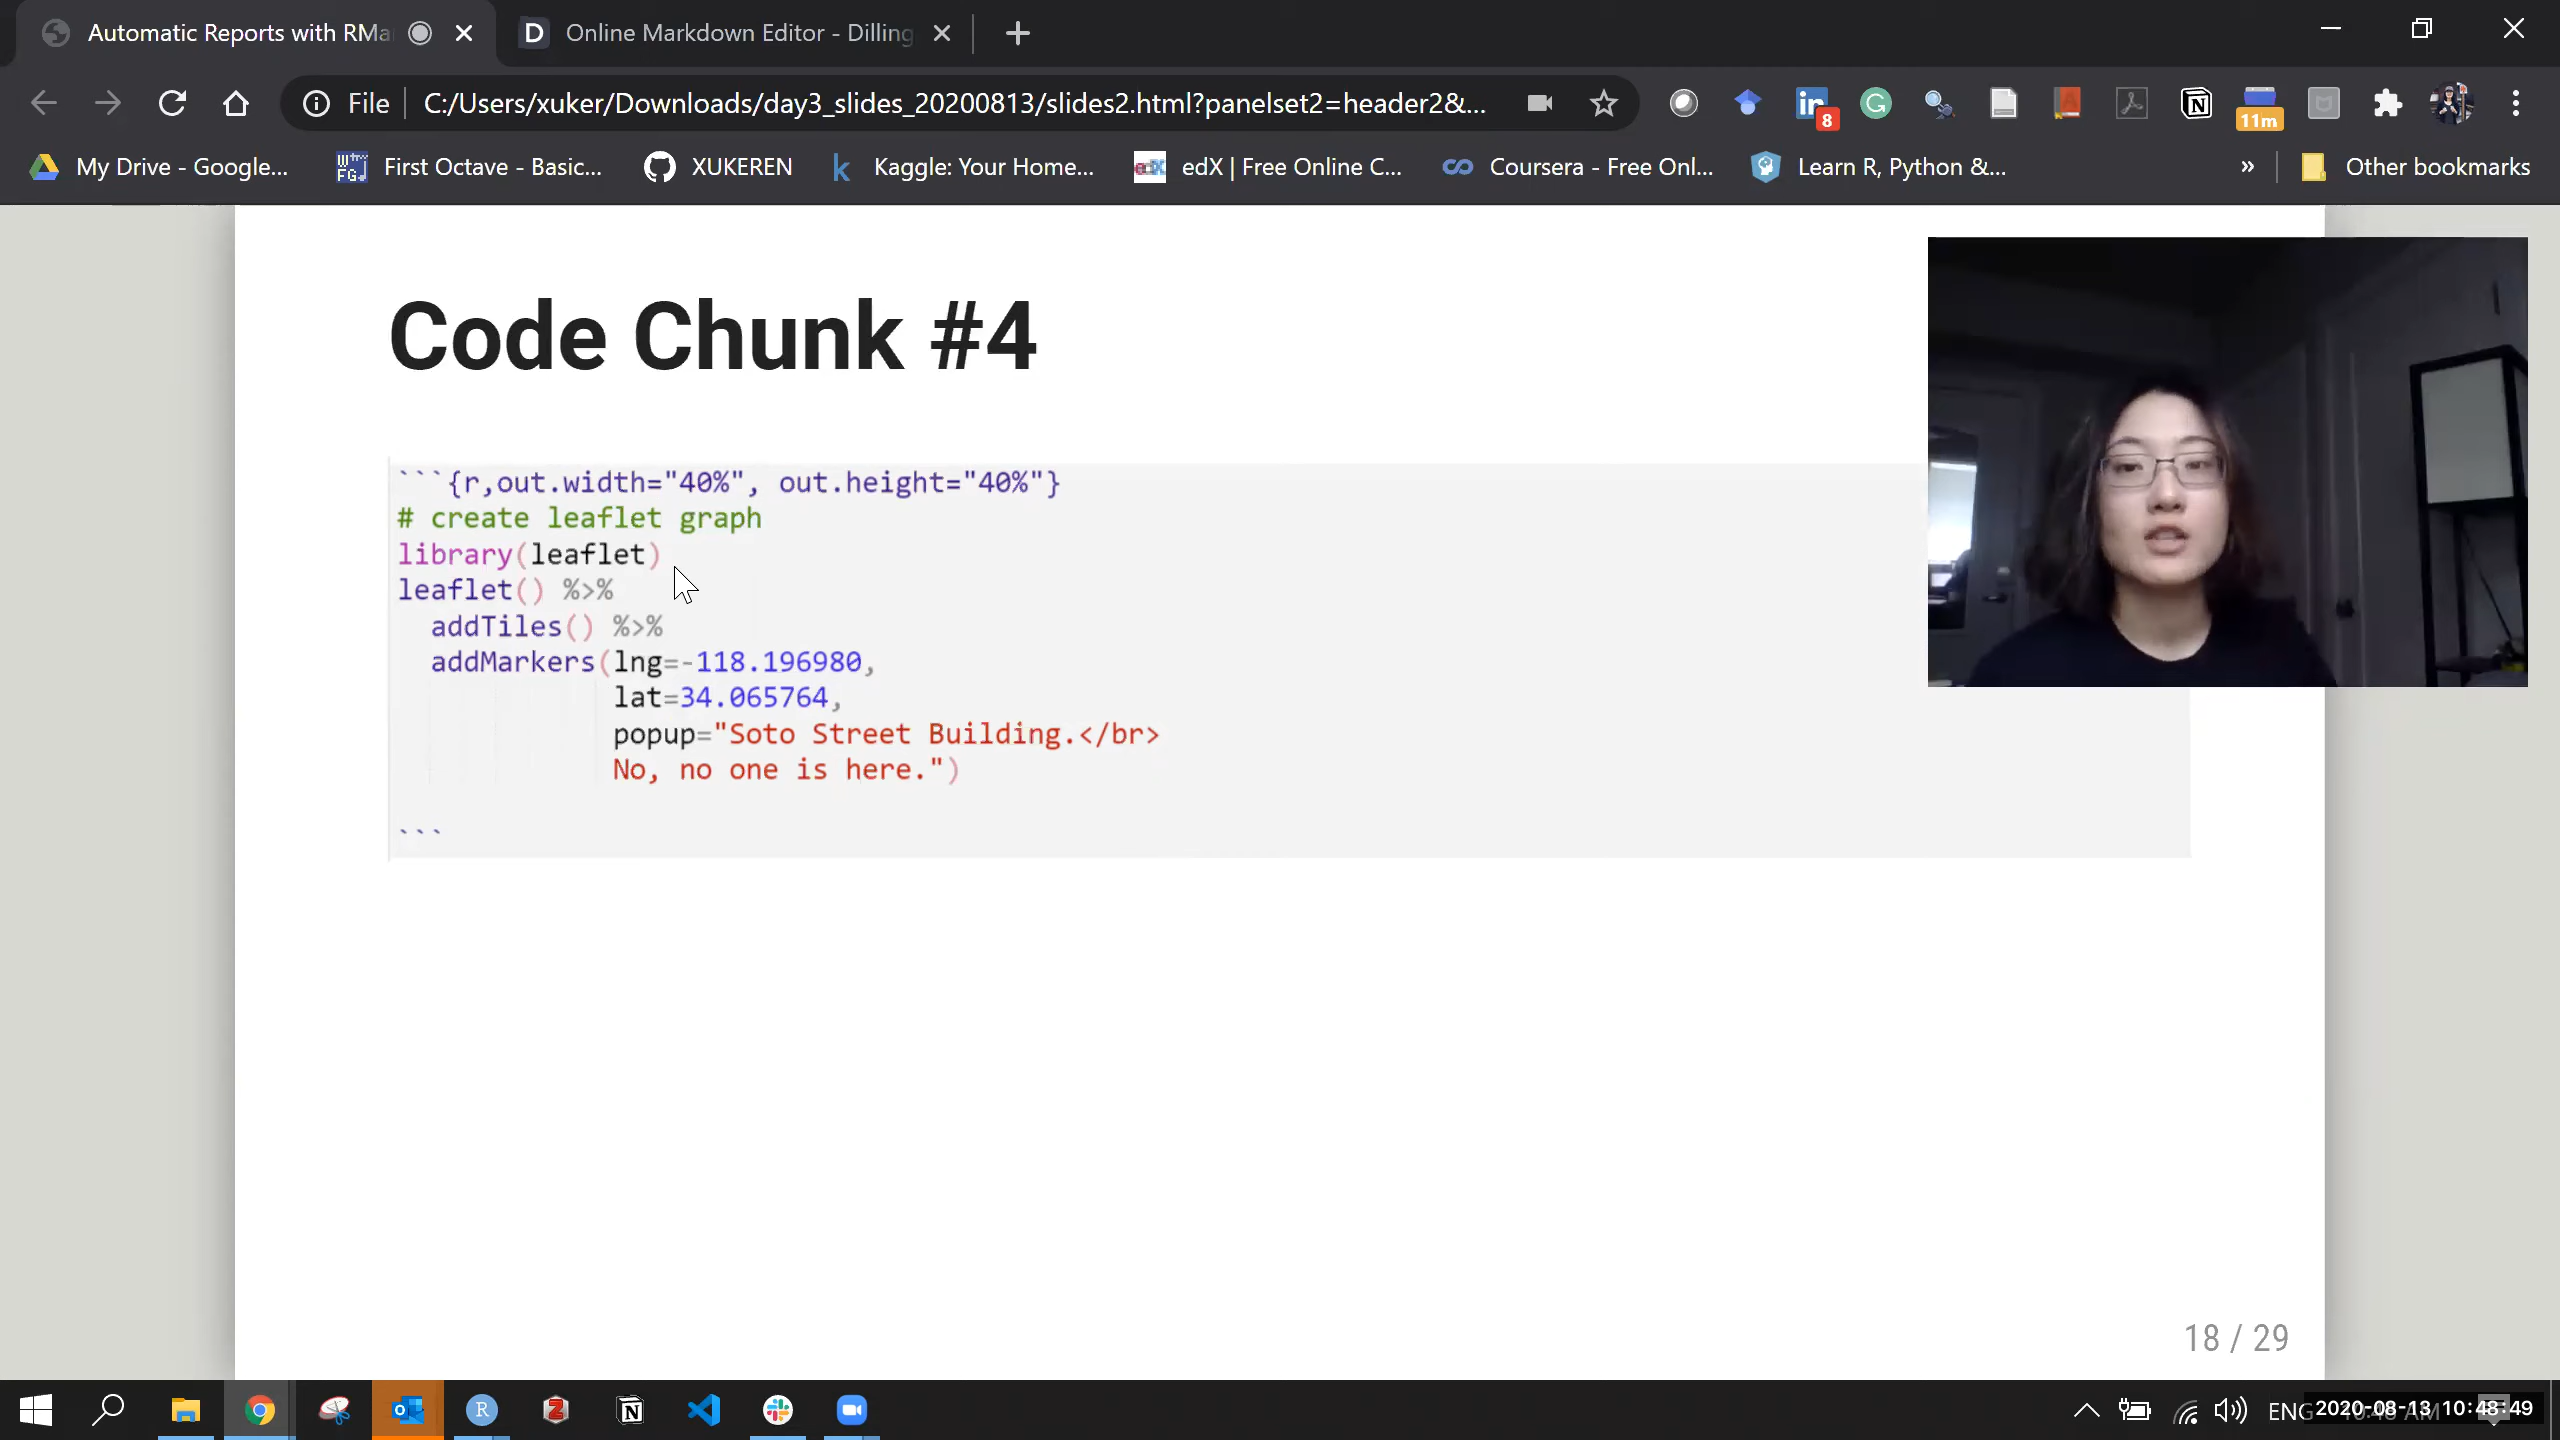 Automatic Reports with RMa
Online Markdown Editor - Dilling
File
C:/Users/xuker/Downloads/day3_slides_20200813/slides2.html?panelset2=header2&...
8
11m
My Drive - Google...
First Octave - Basic...
XUKEREN
Kaggle: Your Home...
edX | Free Online C...
Coursera - Free Onl...
Learn R, Python &...
Other bookmarks
Code Chunk #4
```{r,out.width="40%", out.height="40%"}
# create leaflet graph
library(leaflet)
leaflet() %>%
addTiles() %>%
addMarkers(lng=-118.196980,
lat=34.065764,
popup="Soto Street Building.</br>
No, no one is here.")
```
18 / 29
ENG
2020-08-13 10:48:49